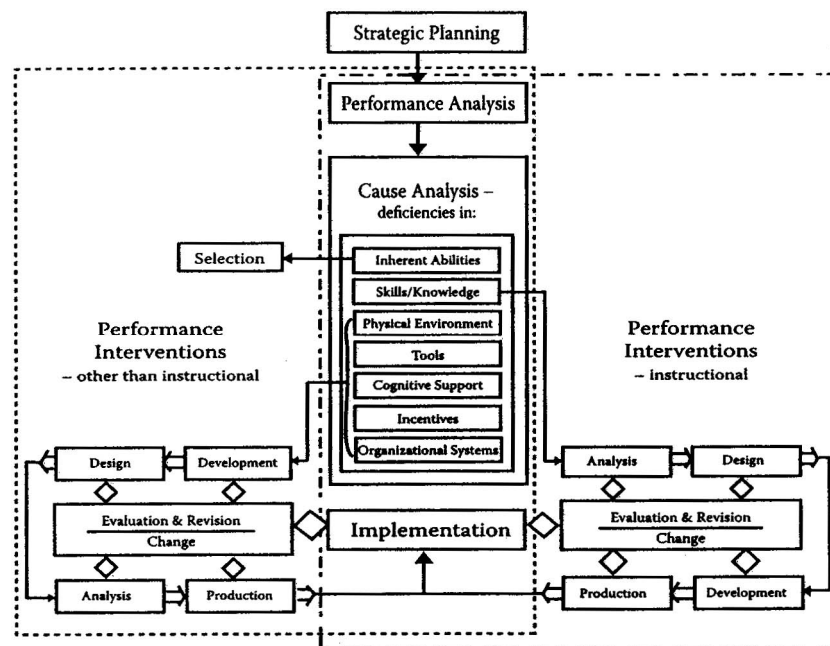 Strategic Planning
Performance Analysis
Cause Analysis –
deficiencies in:
Inherent Abilities
Skills/Knowledge
Physical Environment
Tools
Cognitive Support
Incentives
Organizational Systems
Selection
Performance
Interventions
– other than instructional
Performance
Interventions
– instructional
Design
Development
Evaluation & Revision
Change
Analysis
Production
Implementation
Analysis
Design
Evaluation & Revision
Change
Production
Development